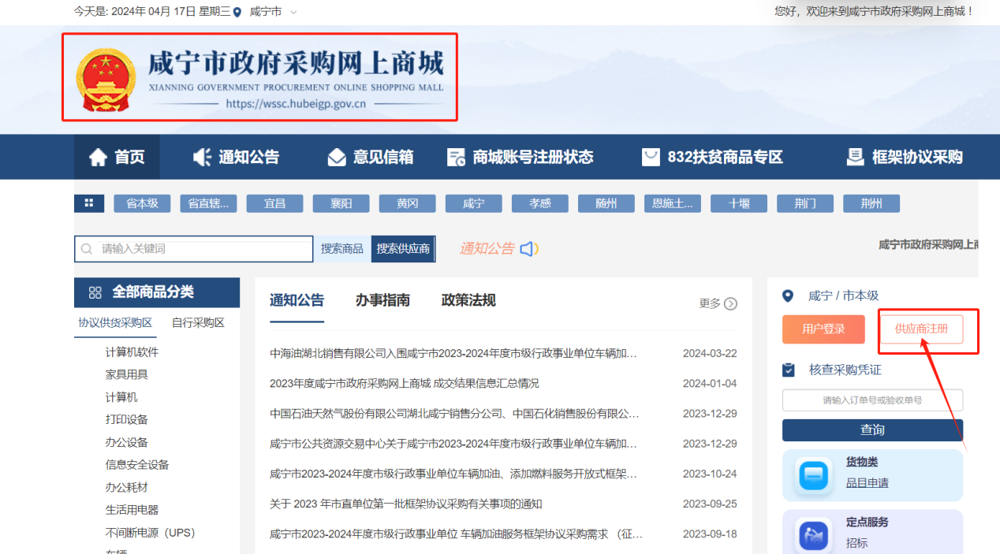 今天是: 2024年 04月 17日 星期三 咸宁市
您好，欢迎来到咸宁市政府采购网上商城！
咸宁市政府采购网上商城
XIANNING GOVERNMENT PROCUREMENT ONLINE SHOPPING MALL
https://wssc.hubeigp.gov.cn
首页 通知公告 意见信箱 商城账号注册状态 832扶贫商品专区 框架协议采购
省本级 省直辖... 宜昌 襄阳 黄冈 咸宁 孝感 随州 恩施土... 十堰 荆门 荆州
请输入关键词 搜索商品 搜索供应商 通知公告 咸宁市政府采购网上商
全部商品分类
协议供货采购区 自行采购区
计算机软件
家具用具
计算机
打印设备
办公设备
信息安全设备
办公耗材
生活用电器
不间断电源（UPS）
车辆
通知公告 办事指南 政策法规 更多
中海油湖北销售有限公司入围咸宁市2023-2024年度市级行政事业单位车辆加… 2024-03-22
2023年度咸宁市政府采购网上商城 成交结果信息汇总情况 2024-01-04
中国石油天然气股份有限公司湖北咸宁销售分公司、中国石化销售股份有限公… 2023-12-29
咸宁市公共资源交易中心关于咸宁市2023-2024年度市级行政事业单位车辆加… 2023-12-29
咸宁市2023-2024年度市级行政事业单位车辆加油、添加燃料服务开放式框架… 2023-10-24
关于 2023 年市直单位第一批框架协议采购有关事项的通知 2023-09-25
咸宁市2023-2024年度市级行政事业单位 车辆加油服务框架协议采购需求 （征… 2023-09-18
咸宁 / 市本级
用户登录 供应商注册
核查采购凭证
请输入订单号或验收单号
查询
货物类
品目申请
定点服务
招标